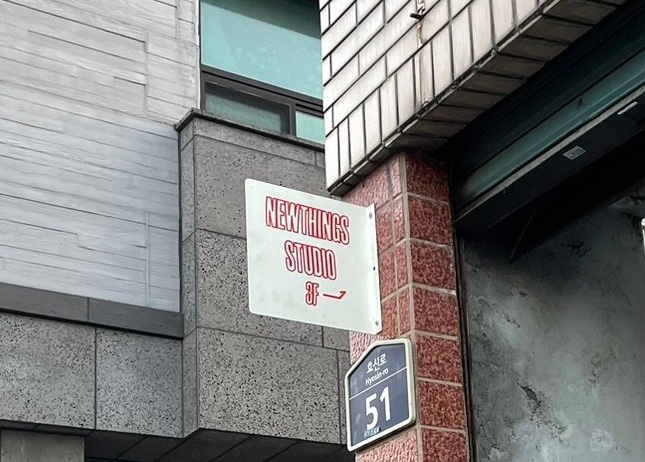 NEWTHINGS
STUDIO
3F
효신로
Hyosin-ro
51